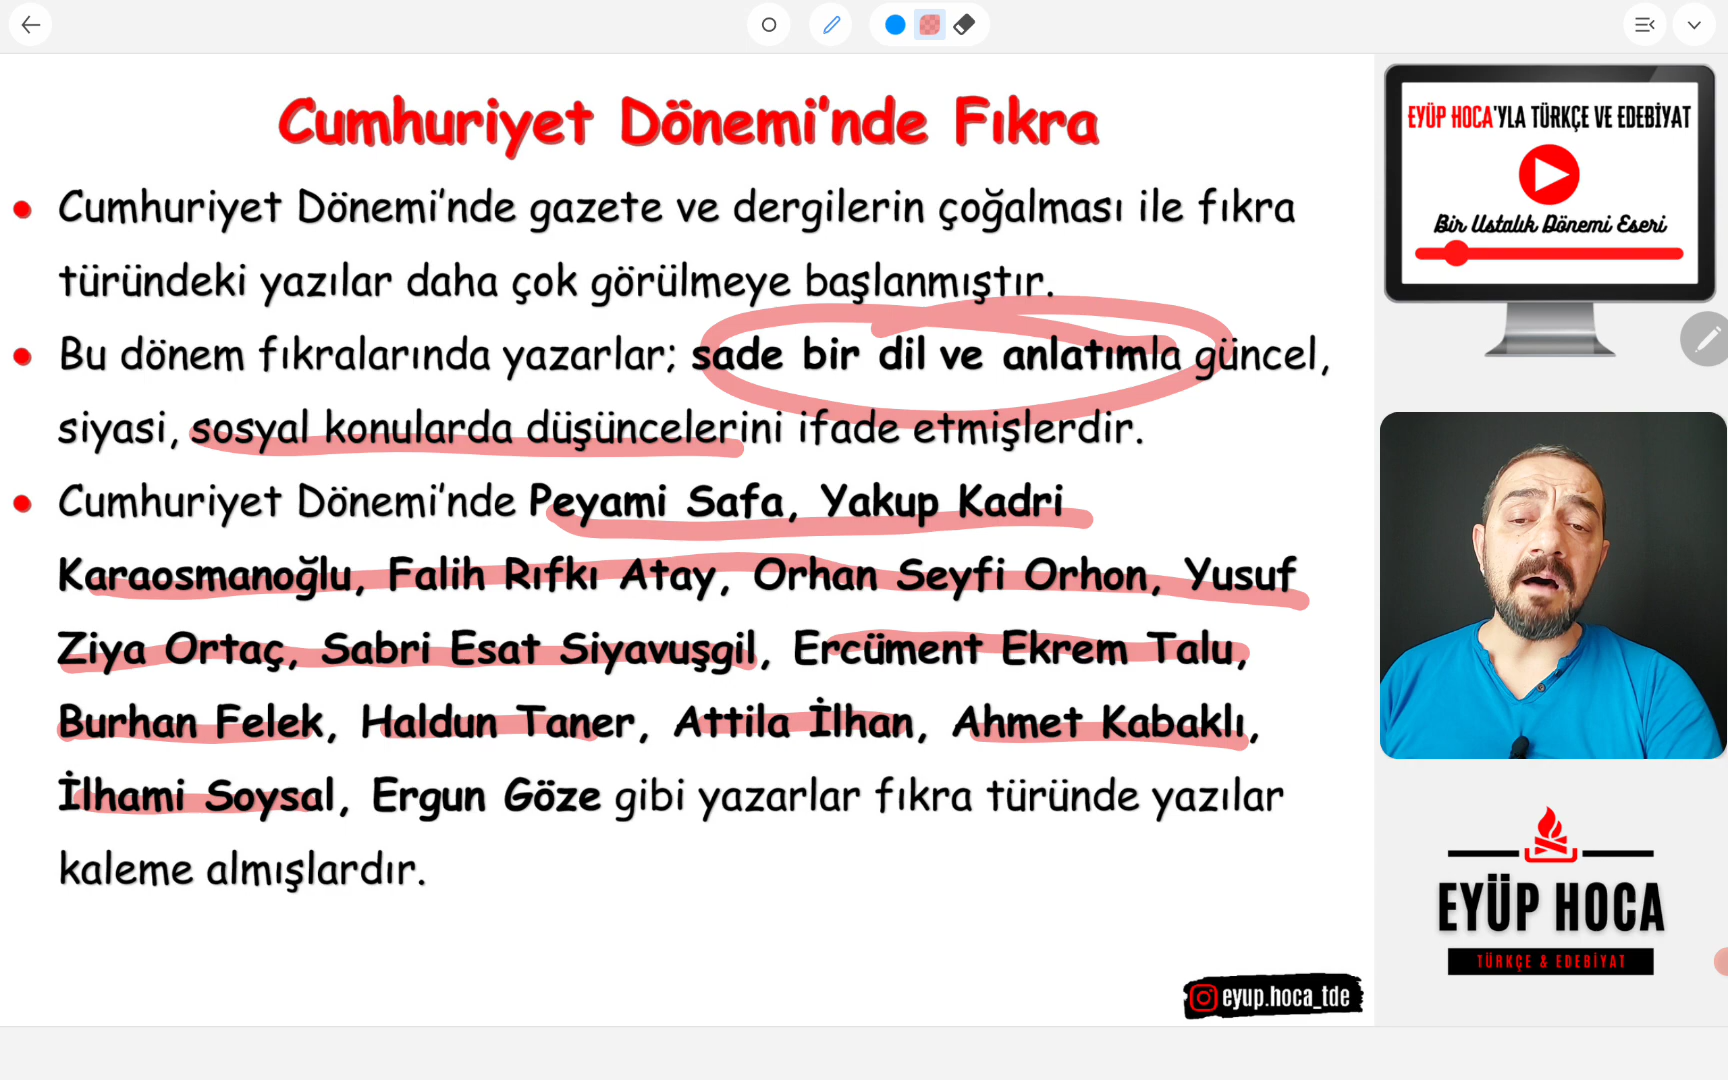 Cumhuriyet Dönemi'nde Fıkra
Cumhuriyet Dönemi'nde gazete ve dergilerin çoğalması ile fıkra
türündeki yazılar daha çok görülmeye başlanmıştır.
Bu dönem fıkralarında yazarlar; sade bir dil ve anlatımla güncel,
siyasi, sosyal konularda düşüncelerini ifade etmişlerdir.
Cumhuriyet Dönemi'nde Peyami Safa, Yakup Kadri
Karaosmanoğlu, Falih Rıfkı Atay, Orhan Seyfi Orhon, Yusuf
Ziya Ortaç, Sabri Esat Siyavuşgil, Ercüment Ekrem Talu,
Burhan Felek, Haldun Taner, Attila İlhan, Ahmet Kabaklı,
İlhami Soysal, Ergun Göze gibi yazarlar fıkra türünde yazılar
kaleme almışlardır.
eyup.hoca_tde
EYÜP HOCA'YLA TÜRKÇE VE EDEBİYAT
Bir Ustalık Dönemi Eseri
EYÜP HOCA
TÜRKÇE & EDEBİYAT